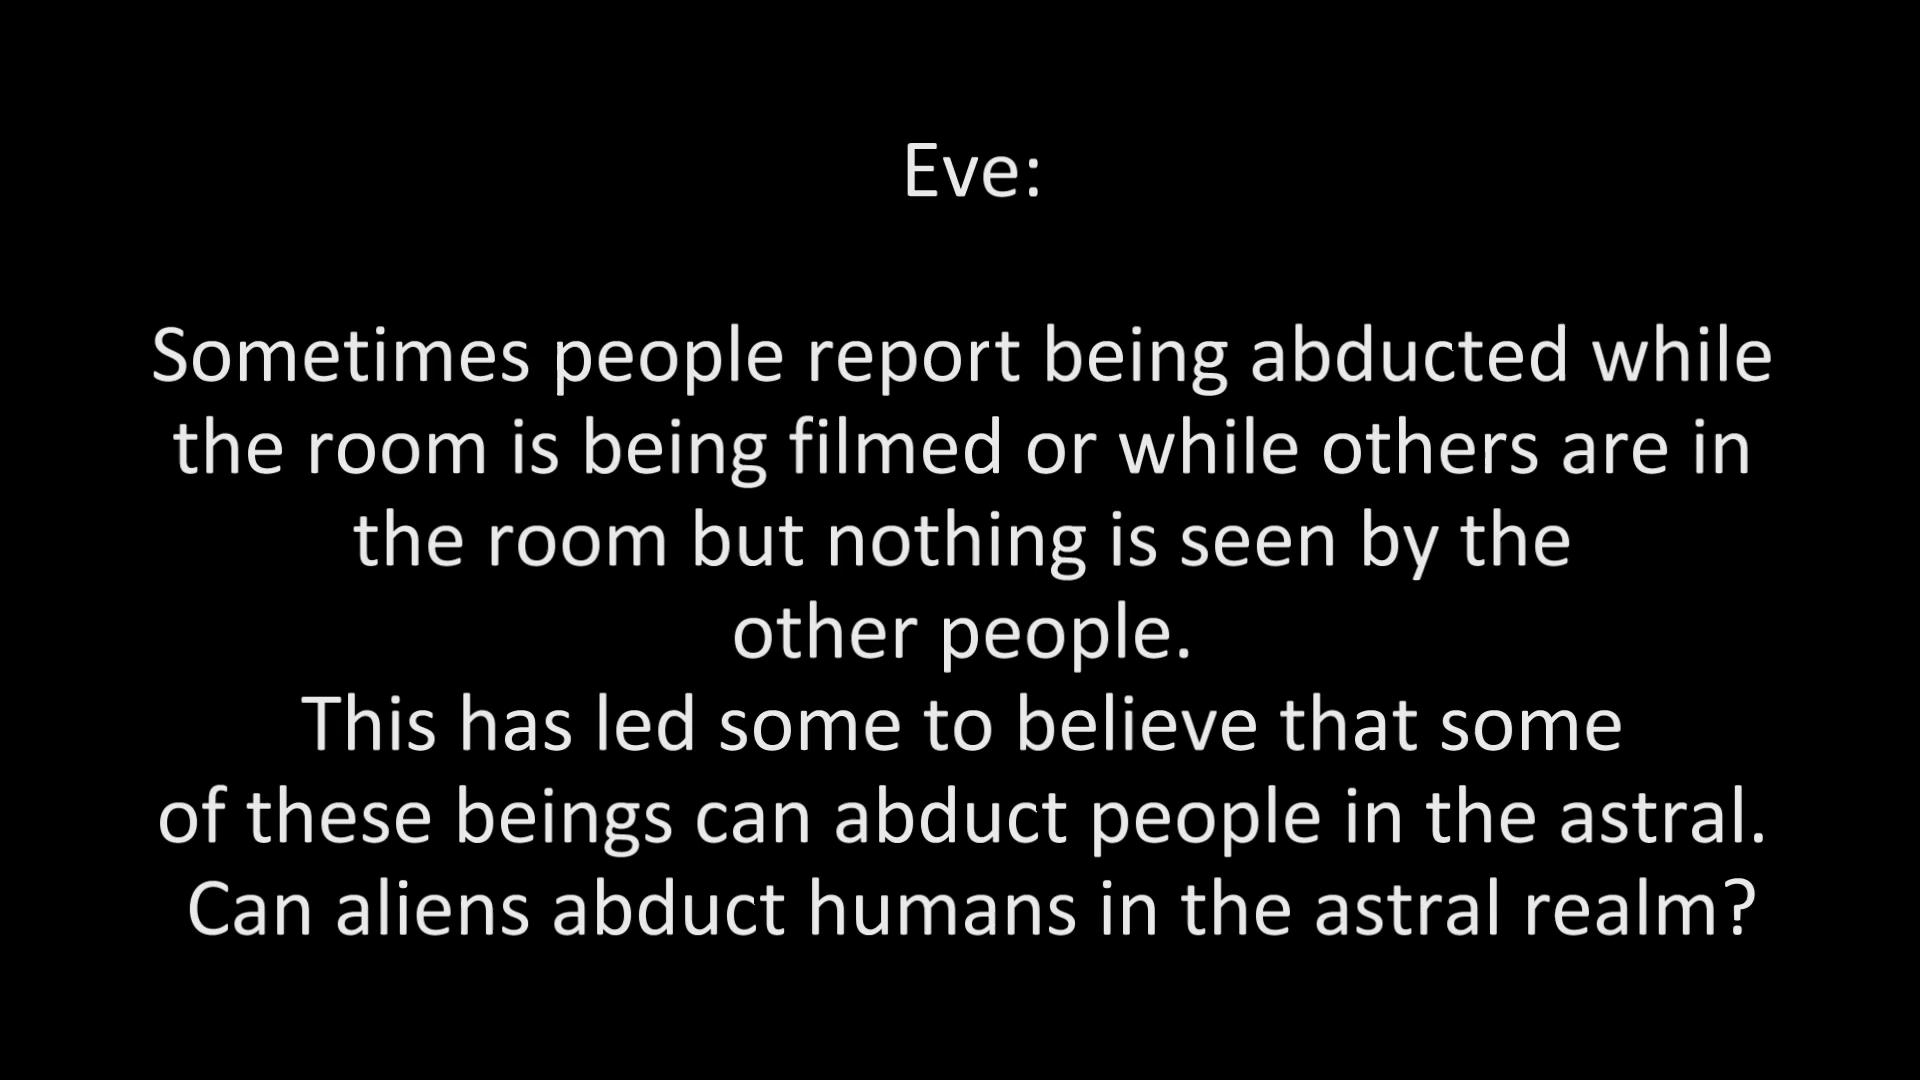 Eve:
Sometimes people report being abducted while
the room is being filmed or while others are in
the room but nothing is seen by the
other people.
This has led some to believe that some
of these beings can abduct people in the astral.
Can aliens abduct humans in the astral realm?